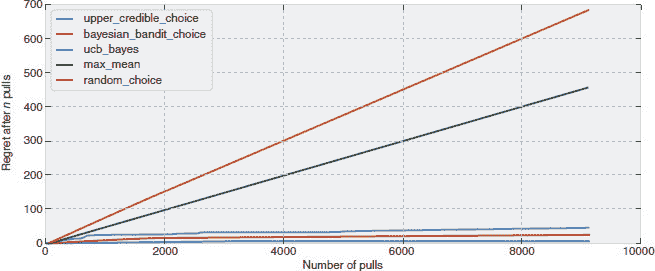 700
600
500
400
300
200
100
0
Regret after n pulls
upper_credible_choice
bayesian_bandit_choice
ucb_bayes
max_mean
random_choice
0 2000 4000 6000 8000 10000
Number of pulls